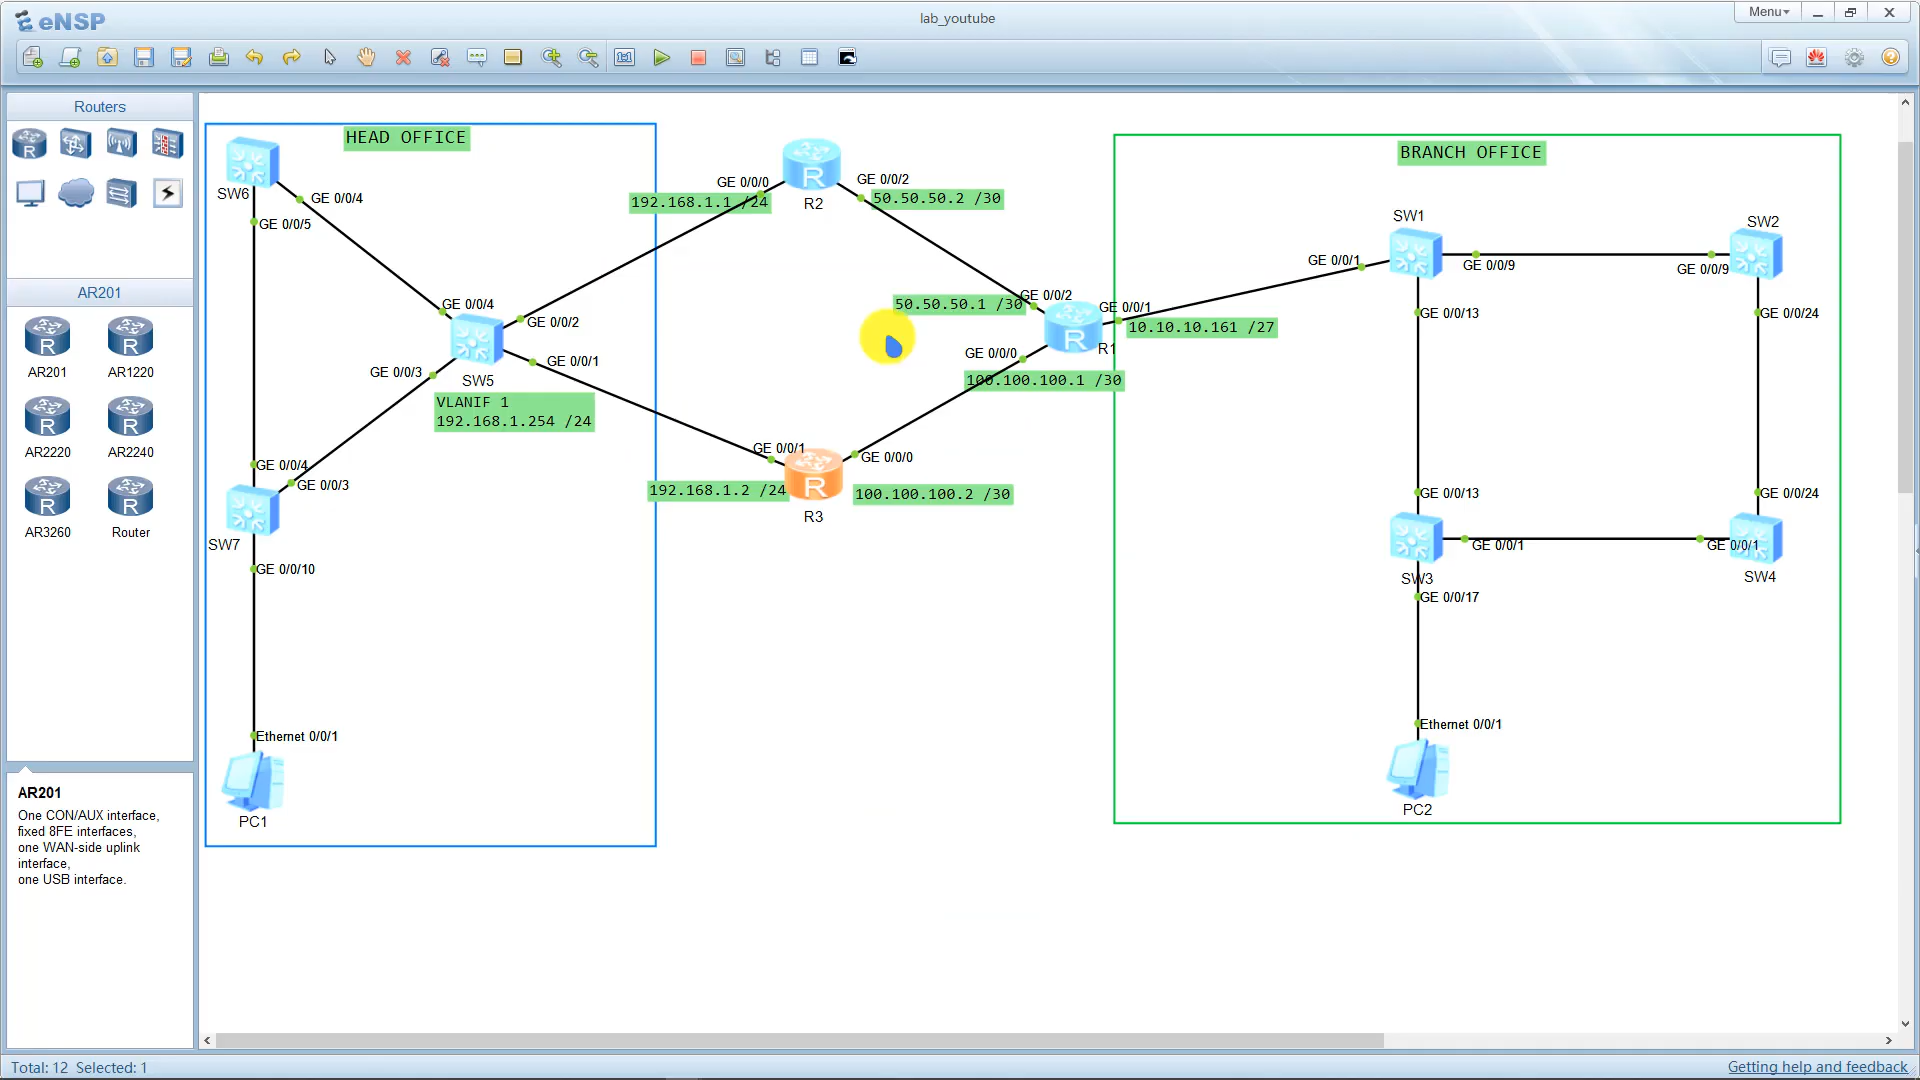 eNSP
lab_youtube
Menu
Routers
AR201
AR201
AR1220
AR2220
AR2240
AR3260
Router
AR201
One CON/AUX interface,
fixed 8FE interfaces,
one WAN-side uplink
interface,
one USB interface.
HEAD OFFICE
SW6
GE 0/0/4
GE 0/0/5
GE 0/0/4
GE 0/0/2
GE 0/0/3
GE 0/0/1
SW5
VLANIF 1
192.168.1.254 /24
GE 0/0/4
GE 0/0/3
SW7
GE 0/0/10
Ethernet 0/0/1
PC1
GE 0/0/0
192.168.1.1 /24
R2
GE 0/0/2
50.50.50.2 /30
50.50.50.1 /30
GE 0/0/2
GE 0/0/1
10.10.10.161 /27
R1
GE 0/0/0
100.100.100.1 /30
GE 0/0/1
GE 0/0/0
192.168.1.2 /24
100.100.100.2 /30
R3
BRANCH OFFICE
SW1
SW2
GE 0/0/1
GE 0/0/9
GE 0/0/9
GE 0/0/13
GE 0/0/24
GE 0/0/13
GE 0/0/24
GE 0/0/1
GE 0/0/1
SW3
SW4
GE 0/0/17
Ethernet 0/0/1
PC2
Total: 12 Selected: 1
Getting help and feedback